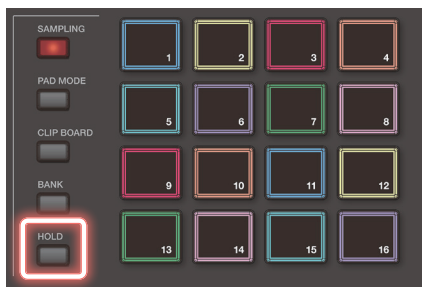 SAMPLING
PAD MODE
CLIP BOARD
BANK
HOLD
1 2 3 4
5 6 7 8
9 10 11 12
13 14 15 16